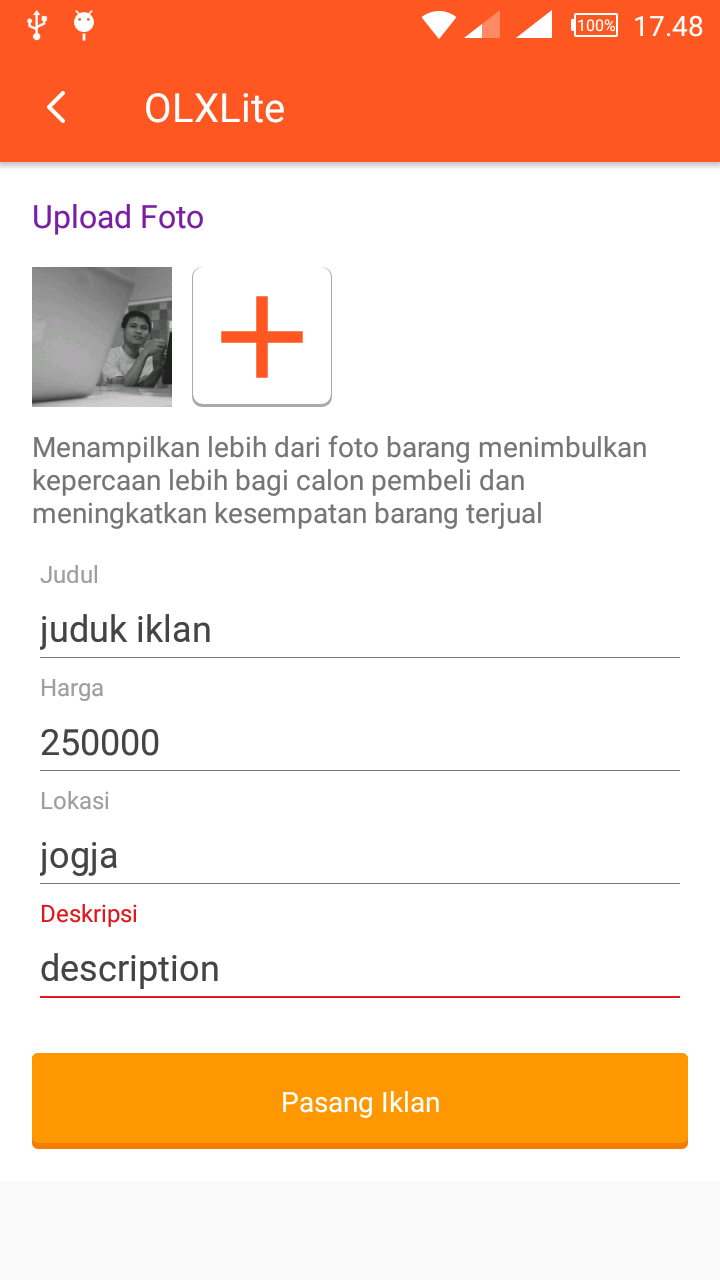 100% 17.48
OLXLite
Upload Foto
Menampilkan lebih dari foto barang menimbulkan
kepercaan lebih bagi calon pembeli dan
meningkatkan kesempatan barang terjual
Judul
juduk iklan
Harga
250000
Lokasi
jogja
Deskripsi
description
Pasang Iklan